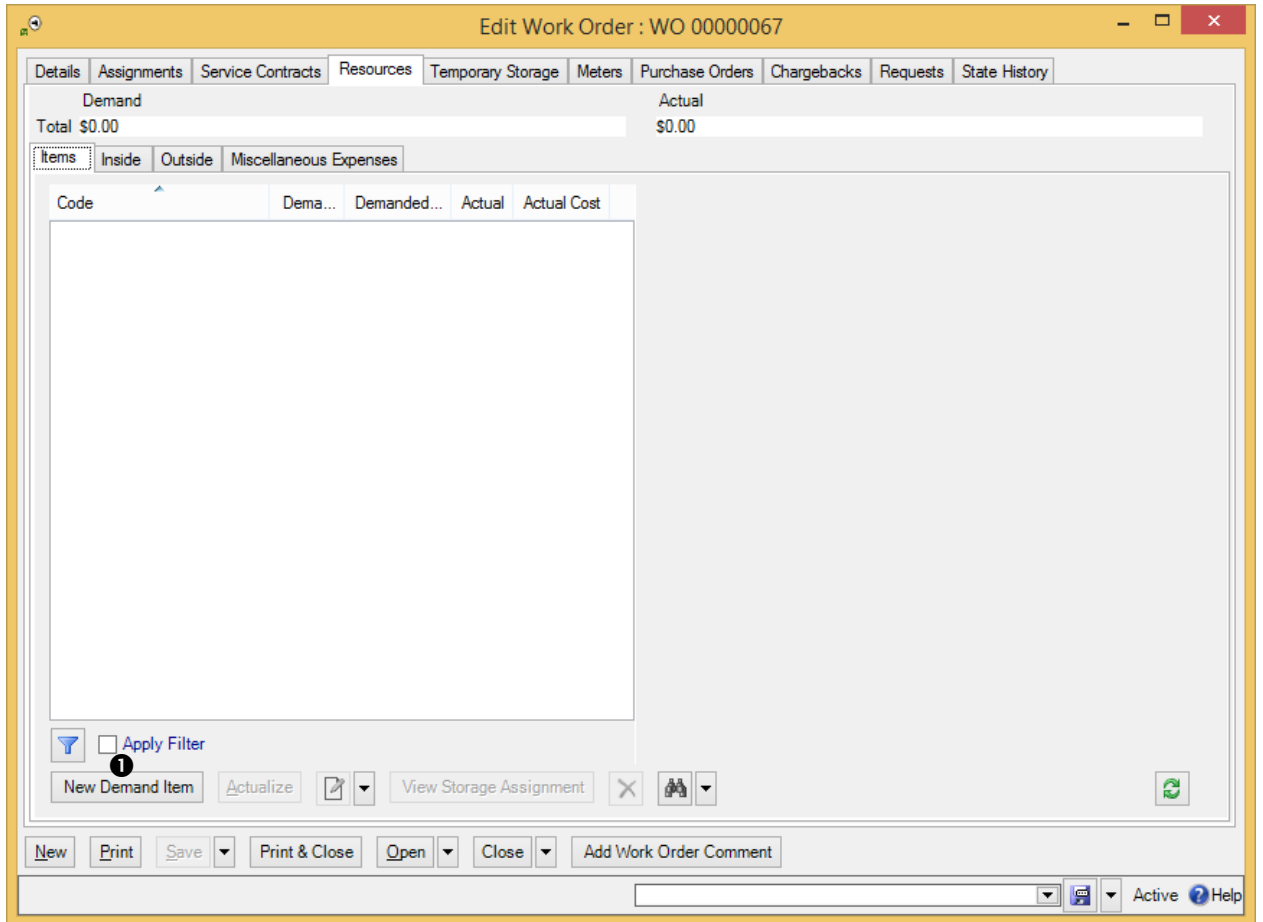 Edit Work Order : WO 00000067
Details Assignments Service Contracts Resources Temporary Storage Meters Purchase Orders Chargebacks Requests State History
Demand Actual
Total $0.00 $0.00
Items Inside Outside Miscellaneous Expenses
Code Dema... Demanded... Actual Actual Cost
Apply Filter
❶
New Demand Item Actualize View Storage Assignment
New Print Save Print & Close Open Close Add Work Order Comment
Active Help